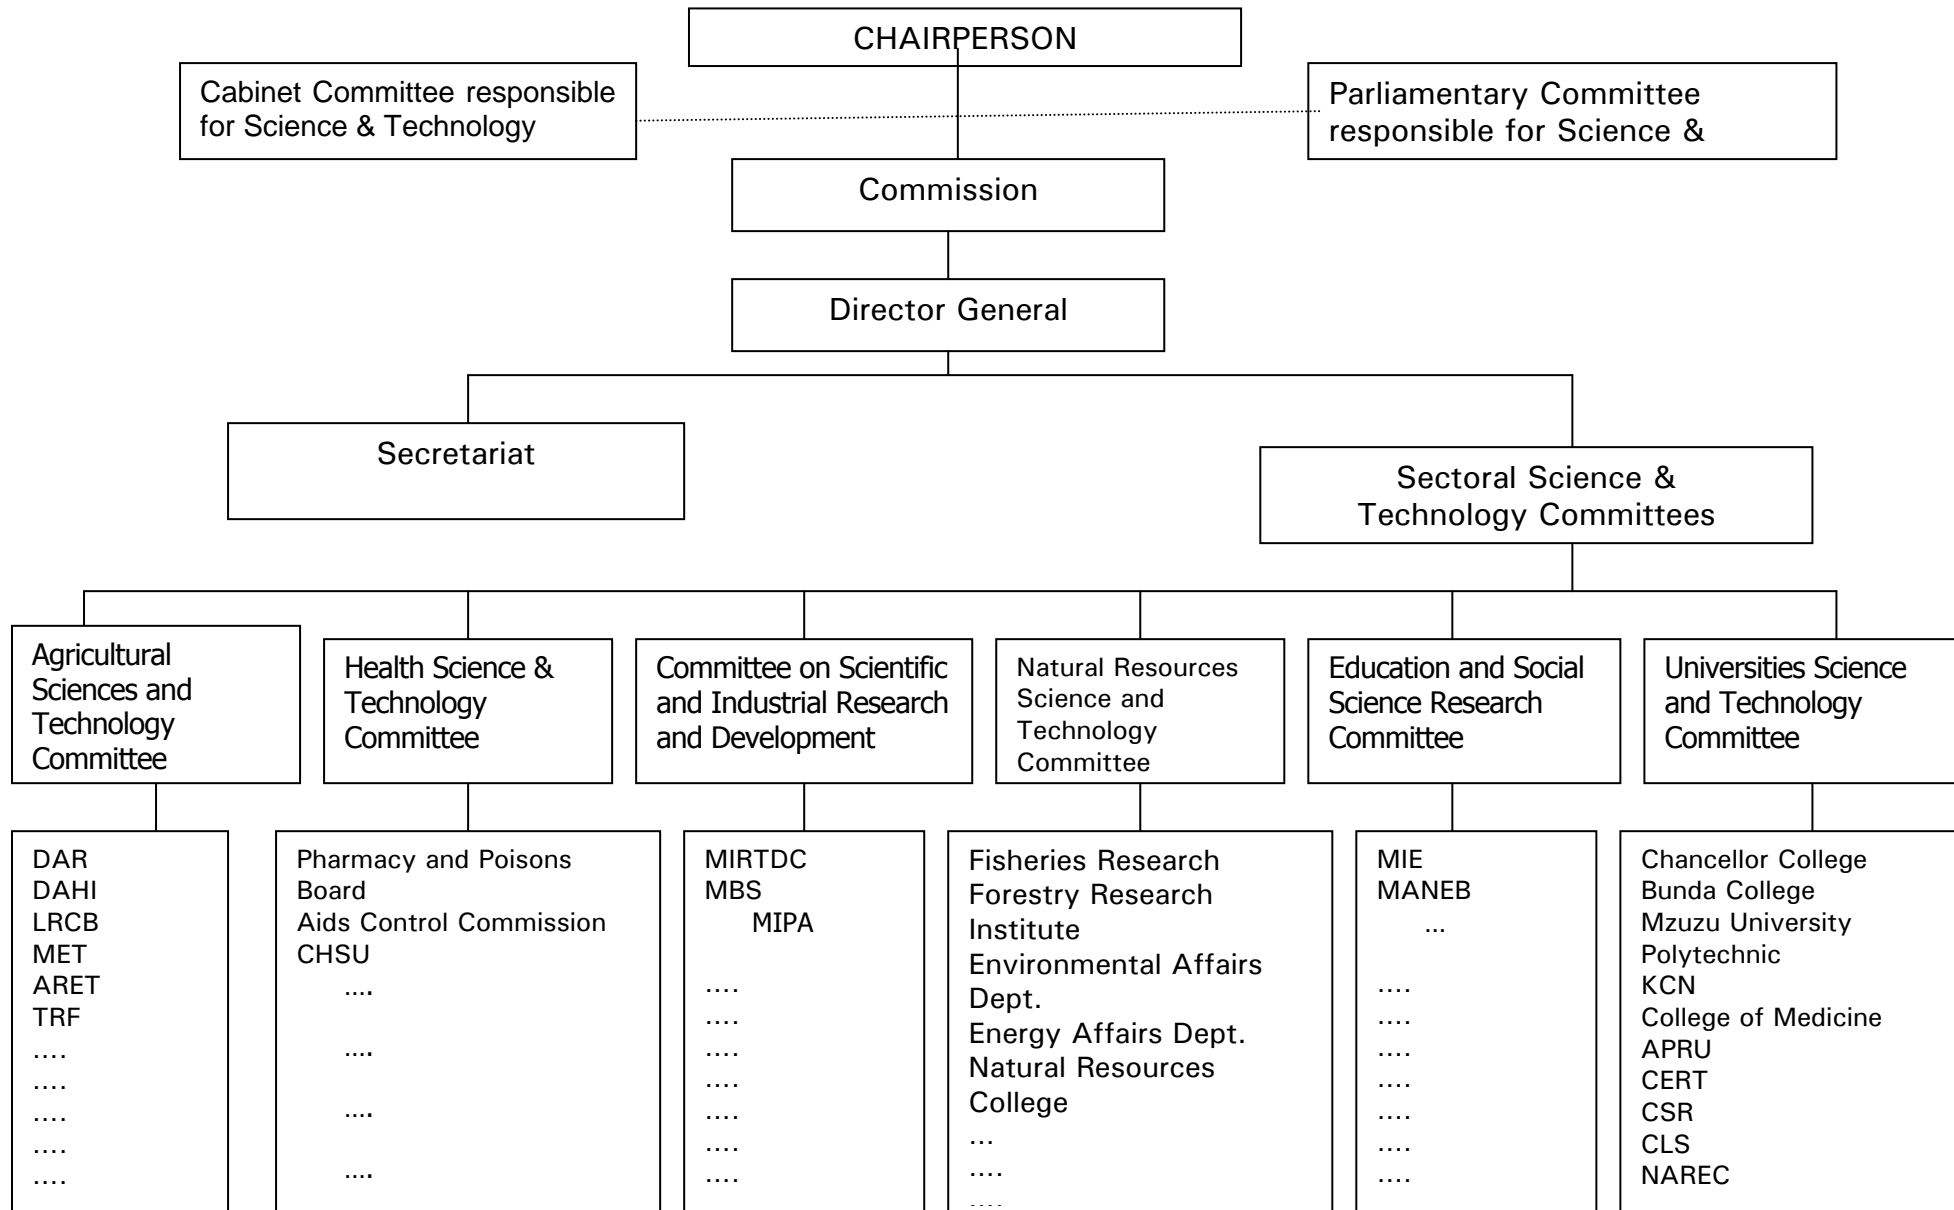 CHAIRPERSON
Cabinet Committee responsible
for Science & Technology
Parliamentary Committee
responsible for Science &
Commission
Director General
Secretariat
Sectoral Science &
Technology Committees
Agricultural
Sciences and
Technology
Committee
Health Science &
Technology
Committee
Committee on Scientific
and Industrial Research
and Development
Natural Resources
Science and
Technology
Committee
Education and Social
Science Research
Committee
Universities Science
and Technology
Committee
DAR
DAHI
LRCB
MET
ARET
TRF
....
....
....
....
....
Pharmacy and Poisons
Board
Aids Control Commission
CHSU
....
....
....
....
MIRTDC
MBS
MIPA
....
....
....
....
....
....
....
Fisheries Research
Forestry Research
Institute
Environmental Affairs
Dept.
Energy Affairs Dept.
Natural Resources
College
...
....
....
MIE
MANEB
...
....
....
....
....
....
....
....
Chancellor College
Bunda College
Mzuzu University
Polytechnic
KCN
College of Medicine
APRU
CERT
CSR
CLS
NAREC